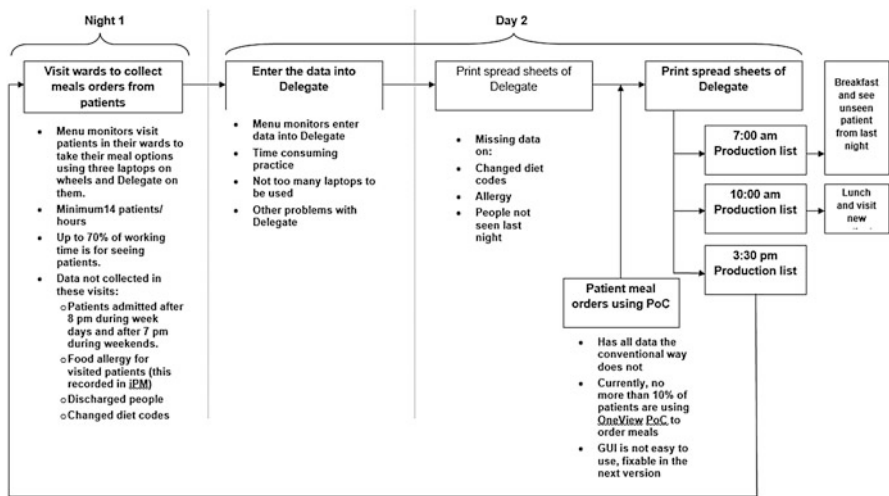 Night 1
Day 2
Visit wards to collect
meals orders from
patients
Enter the data into
Delegate
Print spread sheets of
Delegate
Print spread sheets of
Delegate
Breakfast
and see
unseen
patient
from last
night
• Menu monitors visit
patients in their wards to
take their meal options
using three laptops on
wheels and Delegate on
them.
• Minimum14 patients/
hours
• Up to 70% of working
time is for seeing
patients.
• Data not collected in
these visits:
o Patients admitted after
8 pm during week
days and after 7 pm
during weekends.
o Food allergy for
visited patients (this
recorded in iPM)
o Discharged people
o Changed diet codes
• Menu monitors enter
data into Delegate
• Time consuming
practice
• Not too many laptops to
be used
• Other problems with
Delegate
• Missing data
on:
• Changed diet
codes
• Allergy
• People not
seen last
night
7:00 am
Production list
10:00 am
Production list
Lunch
and visit
new
3:30 pm
Production list
Patient meal
orders using PoC
• Has all data the
conventional way
does not
• Currently, no
more than 10% of
patients are using
OneView PoC to
order meals
• GUI is not easy to
use, fixable in the
next version